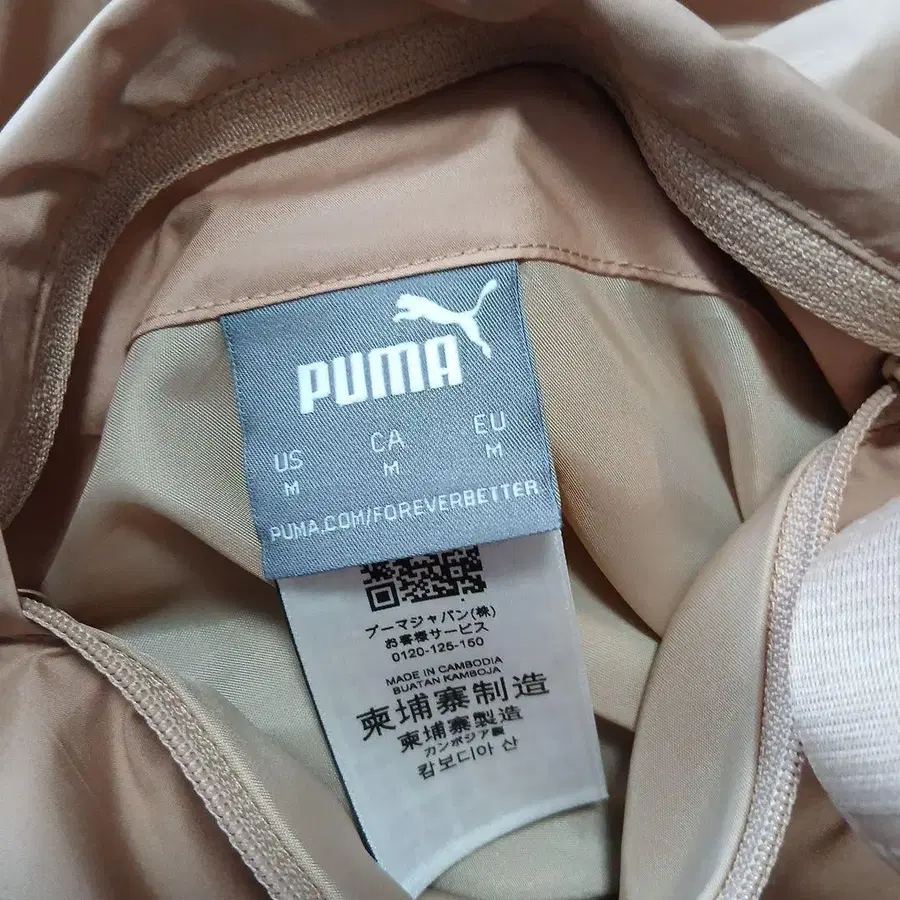 PUMA
US CA EU
M M M
PUMA.COM/FOREVERBETTER
プーマジャパン(株)
お客様サービス
0120-125-150
MADE IN CAMBODIA
BUATAN KAMBOJA
柬埔寨制造
柬埔寨製造
カンボジア製
캄보디아 산